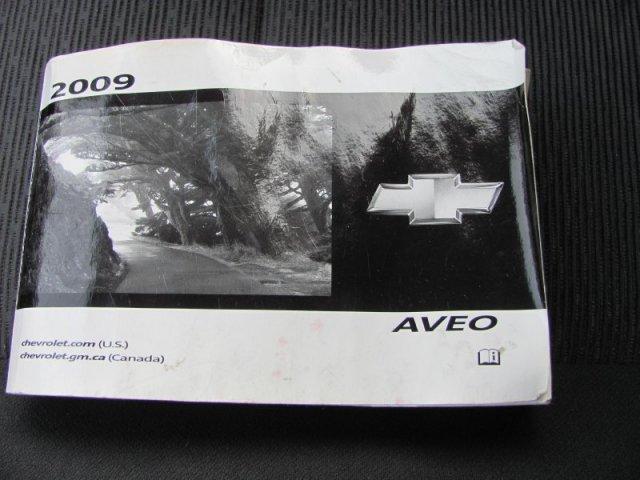 2009
AVEO
chevrolet.com (U.S.)
chevrolet.gm.ca (Canada)